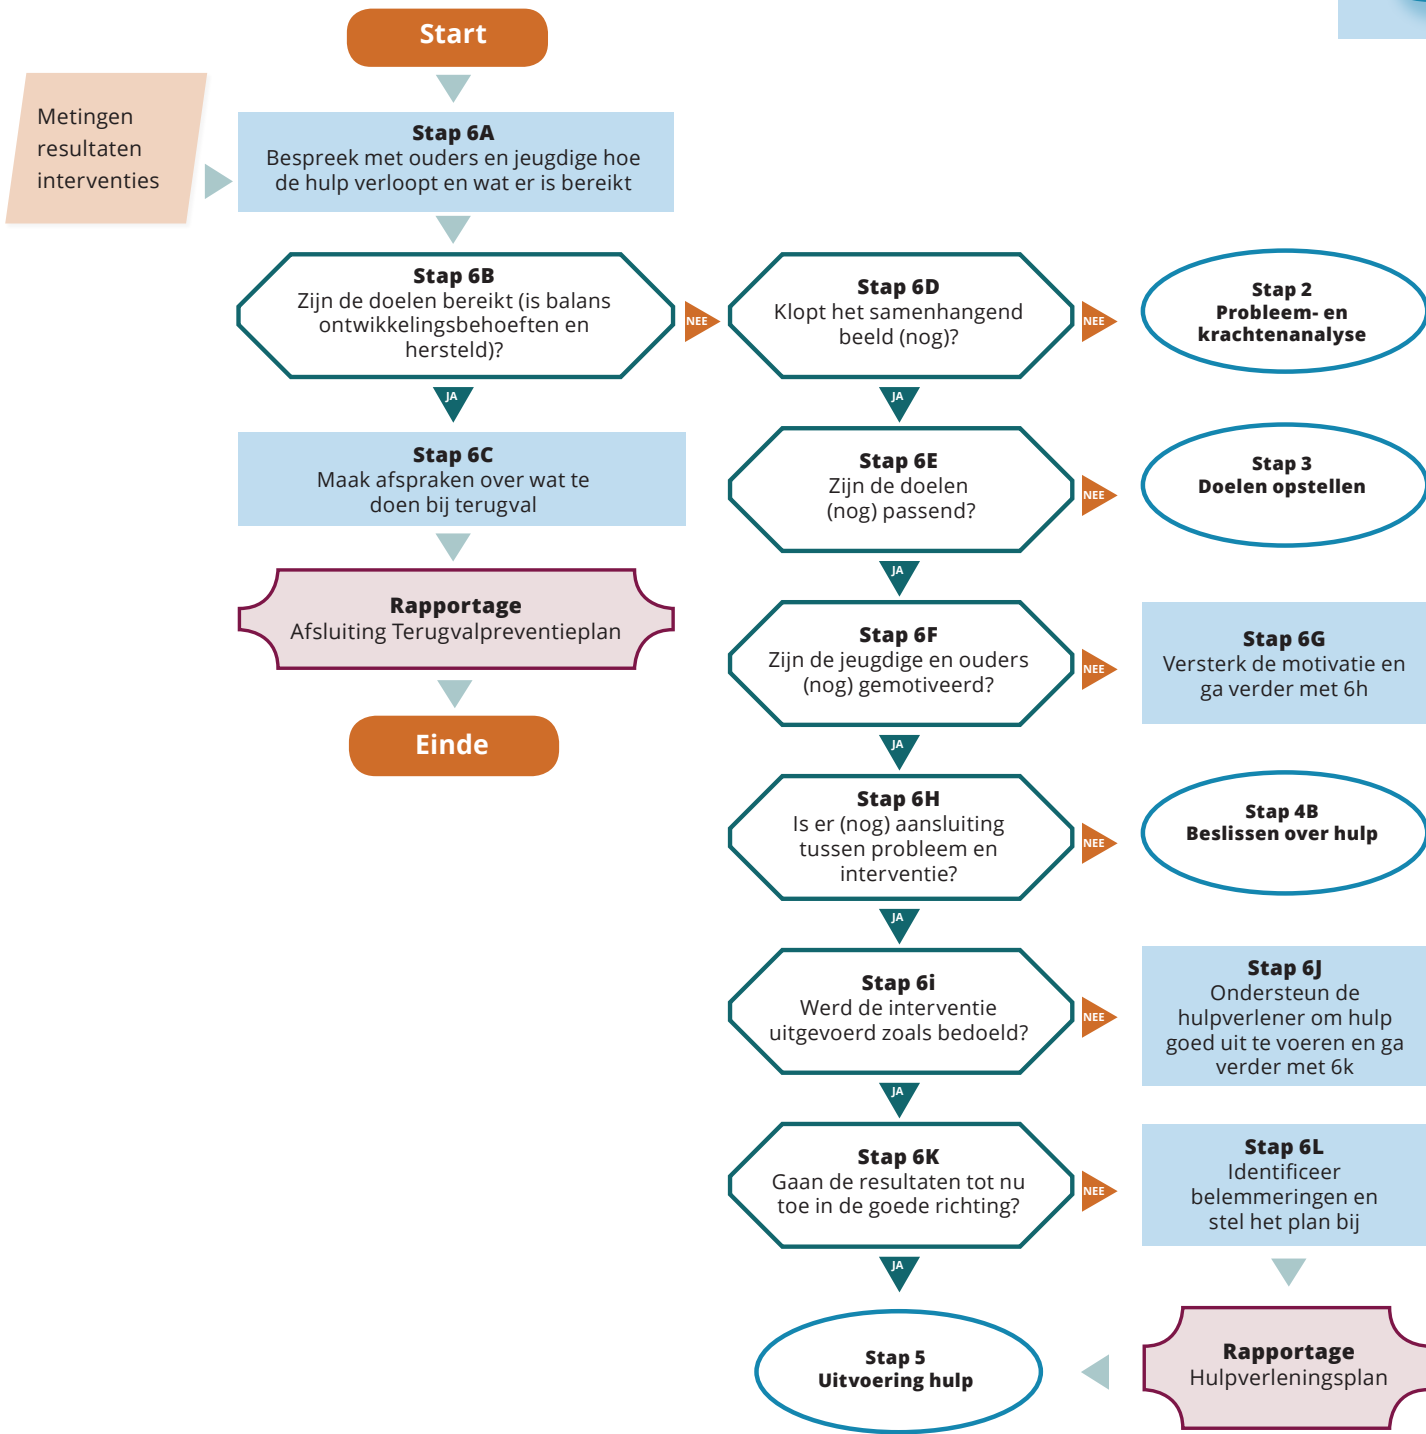 Start
Metingen
resultaten
interventies
Stap 6A
Bespreek met ouders en jeugdige hoe
de hulp verloopt en wat er is bereikt
Stap 6B
Zijn de doelen bereikt (is balans
ontwikkelingsbehoeften en
hersteld)?
NEE
JA
Stap 6C
Maak afspraken over wat te
doen bij terugval
Rapportage
Afsluiting Terugvalpreventieplan
Einde
Stap 6D
Klopt het samenhangend
beeld (nog)?
NEE
Stap 2
Probleem- en
krachtenanalyse
JA
Stap 6E
Zijn de doelen
(nog) passend?
NEE
Stap 3
Doelen opstellen
JA
Stap 6F
Zijn de jeugdige en ouders
(nog) gemotiveerd?
NEE
Stap 6G
Versterk de motivatie en
ga verder met 6h
JA
Stap 6H
Is er (nog) aansluiting
tussen probleem en
interventie?
NEE
Stap 4B
Beslissen over hulp
JA
Stap 6i
Werd de interventie
uitgevoerd zoals bedoeld?
NEE
Stap 6J
Ondersteun de
hulpverlener om hulp
goed uit te voeren en ga
verder met 6k
JA
Stap 6K
Gaan de resultaten tot nu
toe in de goede richting?
NEE
Stap 6L
Identificeer
belemmeringen en
stel het plan bij
JA
Stap 5
Uitvoering hulp
Rapportage
Hulpverleningsplan